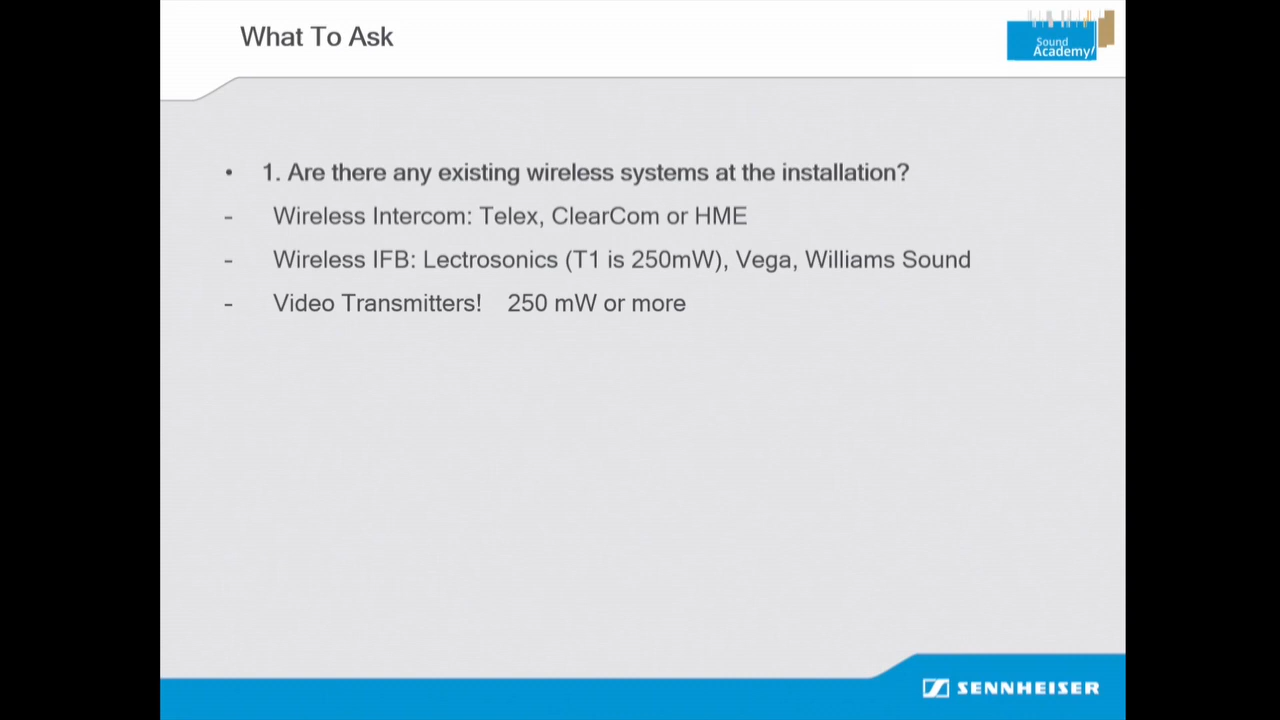 What To Ask
Sound
Academy/
• 1. Are there any existing wireless systems at the installation?
- Wireless Intercom: Telex, ClearCom or HME
- Wireless IFB: Lectrosonics (T1 is 250mW), Vega, Williams Sound
- Video Transmitters! 250 mW or more
SENNHEISER